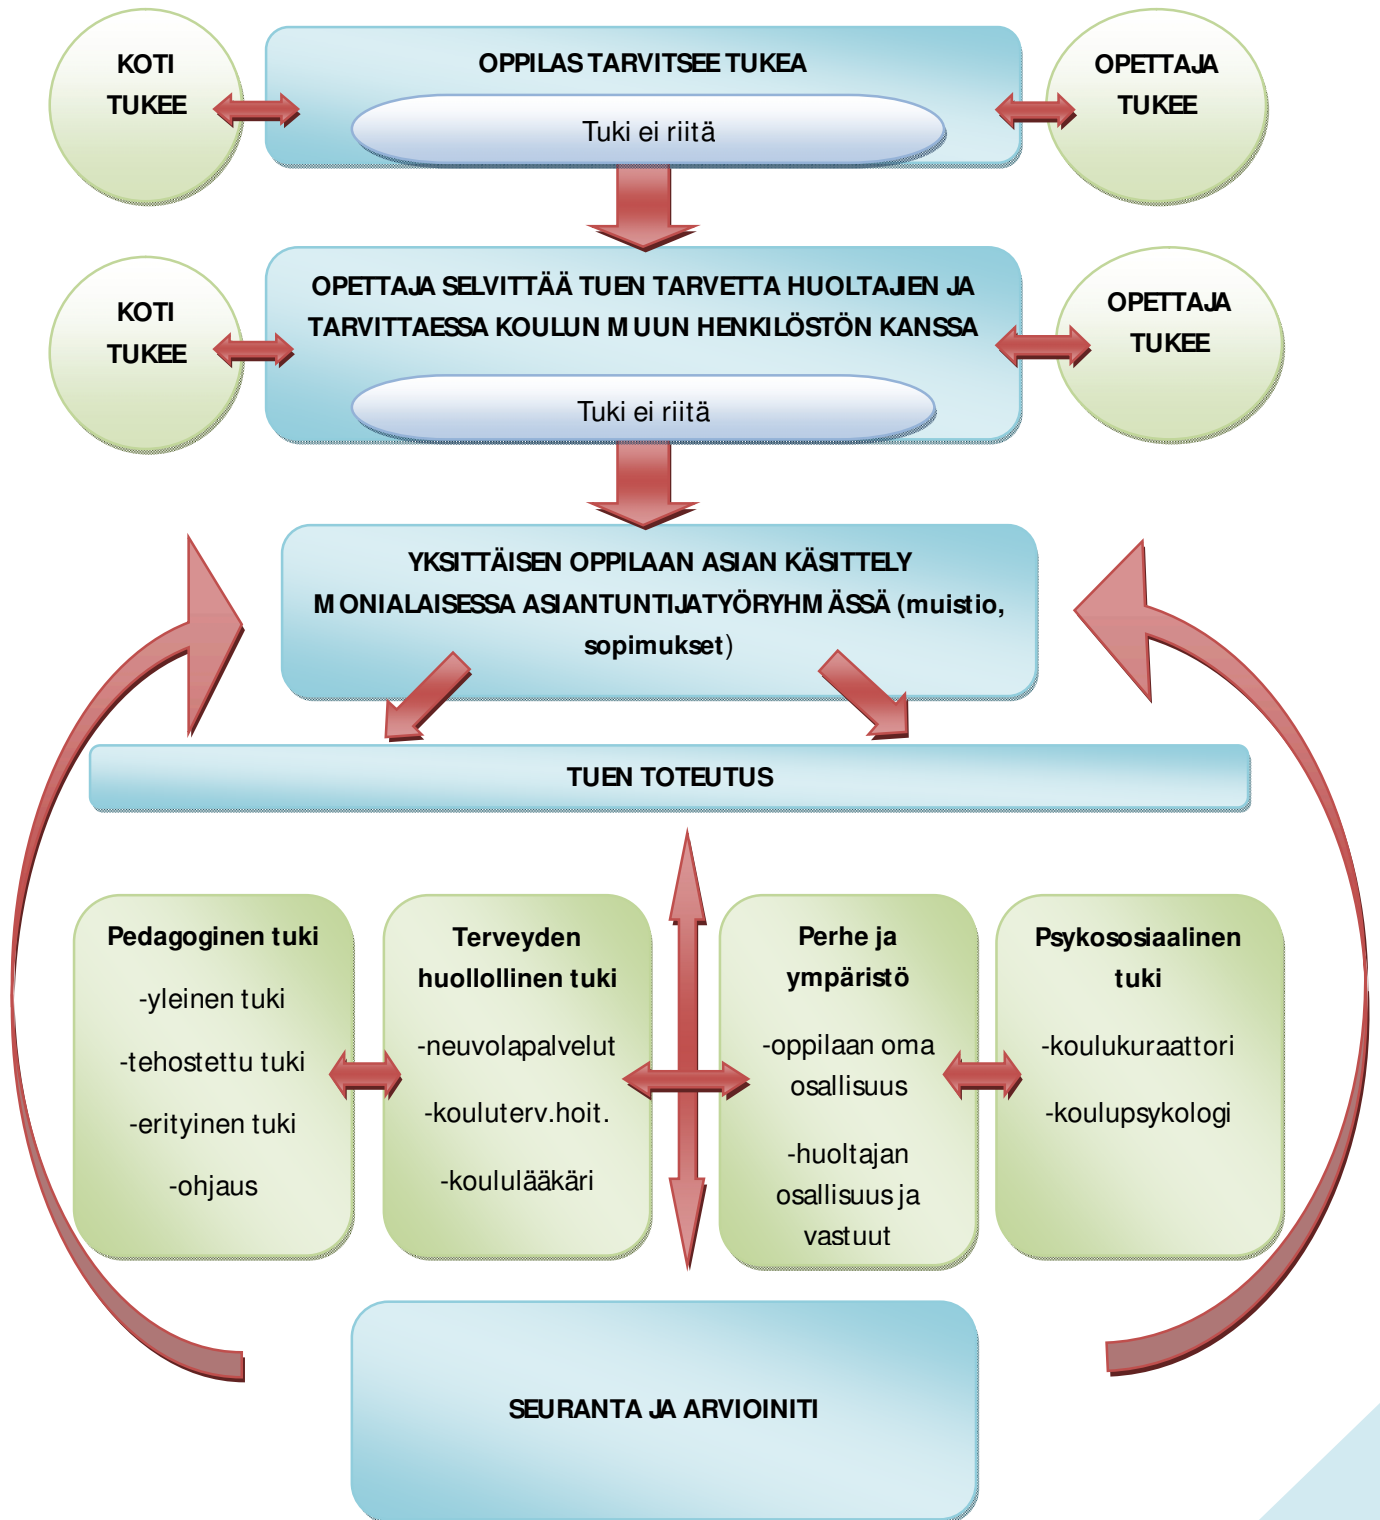 KOTI
TUKEE
OPPILAS TARVITSEE TUKEA
Tuki ei riitä
OPETTAJA
TUKEE
KOTI
TUKEE
OPETTAJA SELVITTÄÄ TUEN TARVETTA HUOLTAJIEN JA
TARVITTAESSA KOULUN MUUN HENKILÖSTÖN KANSSA
Tuki ei riitä
OPETTAJA
TUKEE
YKSITTÄISEN OPPILAAN ASIAN KÄSITTELY
MONIALAISESSA ASIANTUNTIJATYÖRYHMÄSSÄ (muistio,
sopimukset)
TUEN TOTEUTUS
Pedagoginen tuki
-yleinen tuki
-tehostettu tuki
-erityinen tuki
-ohjaus
Terveyden
huollollinen tuki
-neuvolapalvelut
-kouluterv.hoit.
-koululääkäri
Perhe ja
ympäristö
-oppilaan oma
osallisuus
-huoltajan
osallisuus ja
vastuut
Psykososiaalinen
tuki
-koulukuraattori
-koulupsykologi
SEURANTA JA ARVIOINITI